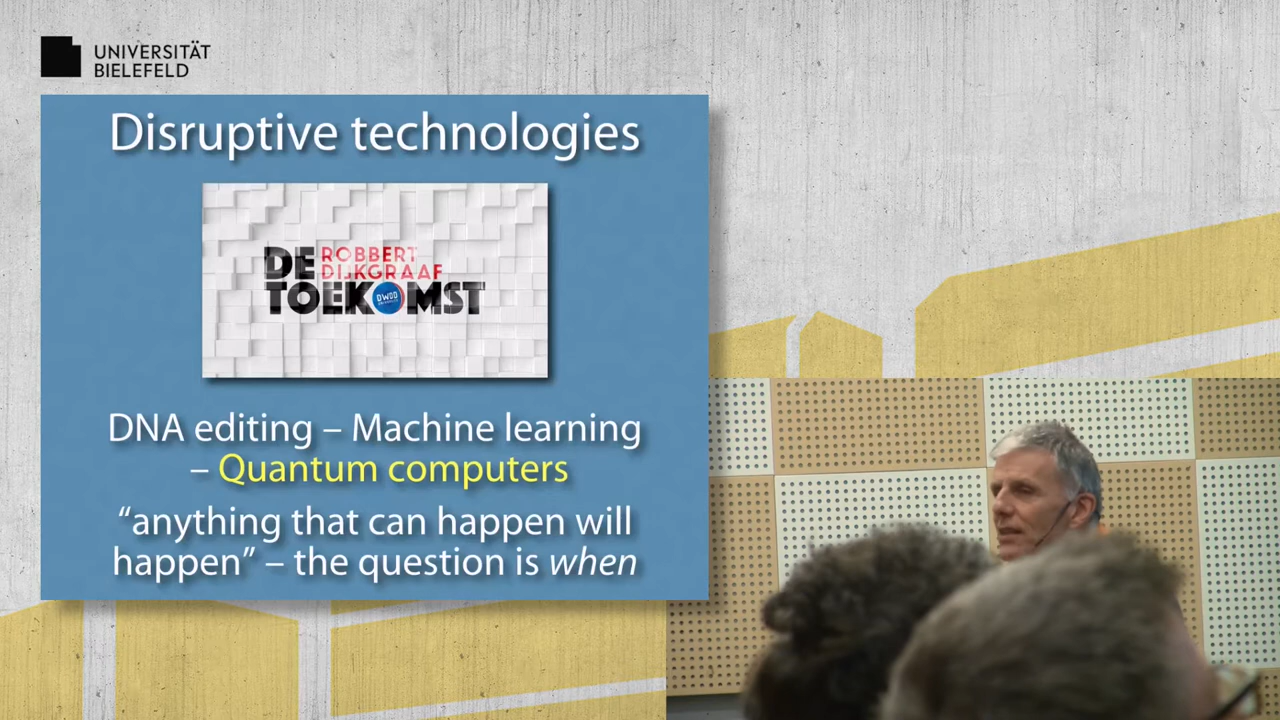 UNIVERSITÄT
BIELEFELD
Disruptive technologies
DE ROBBERT
DIJKGRAAF
TOEKOMST
DWDD
DNA editing – Machine learning
– Quantum computers
“anything that can happen will
happen” – the question is when